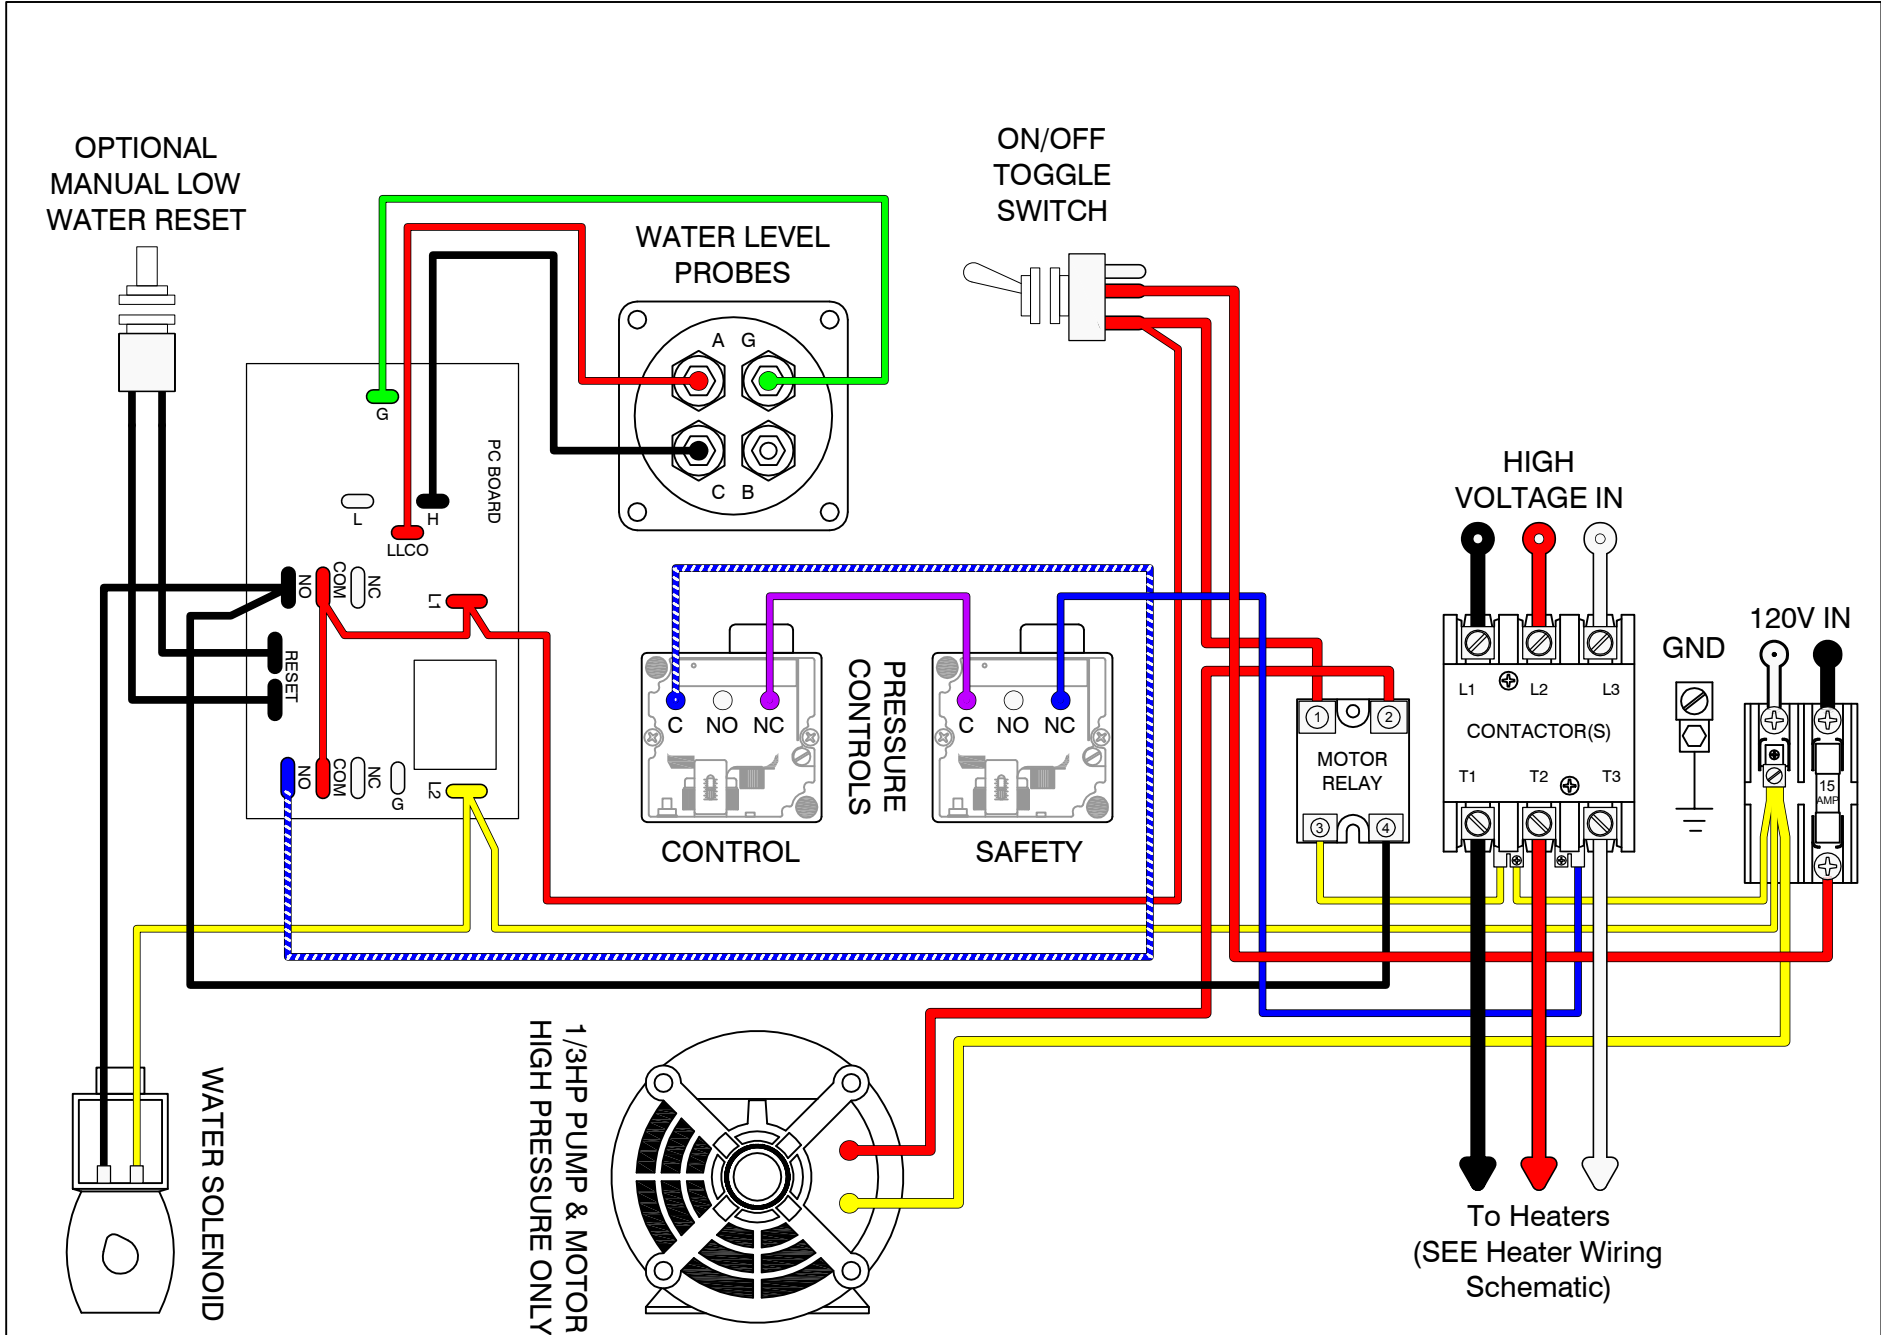 OPTIONAL
MANUAL LOW
WATER RESET
ON/OFF
TOGGLE
SWITCH
WATER LEVEL
PROBES
A G
C B
G
PC BOARD
L
H
LLCO
NO
COM
NC
L1
RESET
NO
COM
NC
G
L2
C NO NC
CONTROL
PRESSURE
CONTROLS
C NO NC
SAFETY
HIGH
VOLTAGE IN
1 2
MOTOR
RELAY
3 4
L1 L2 L3
CONTACTOR(S)
T1 T2 T3
GND
120V IN
15
AMP
WATER SOLENOID
1/3HP PUMP & MOTOR
HIGH PRESSURE ONLY
To Heaters
(SEE Heater Wiring
Schematic)